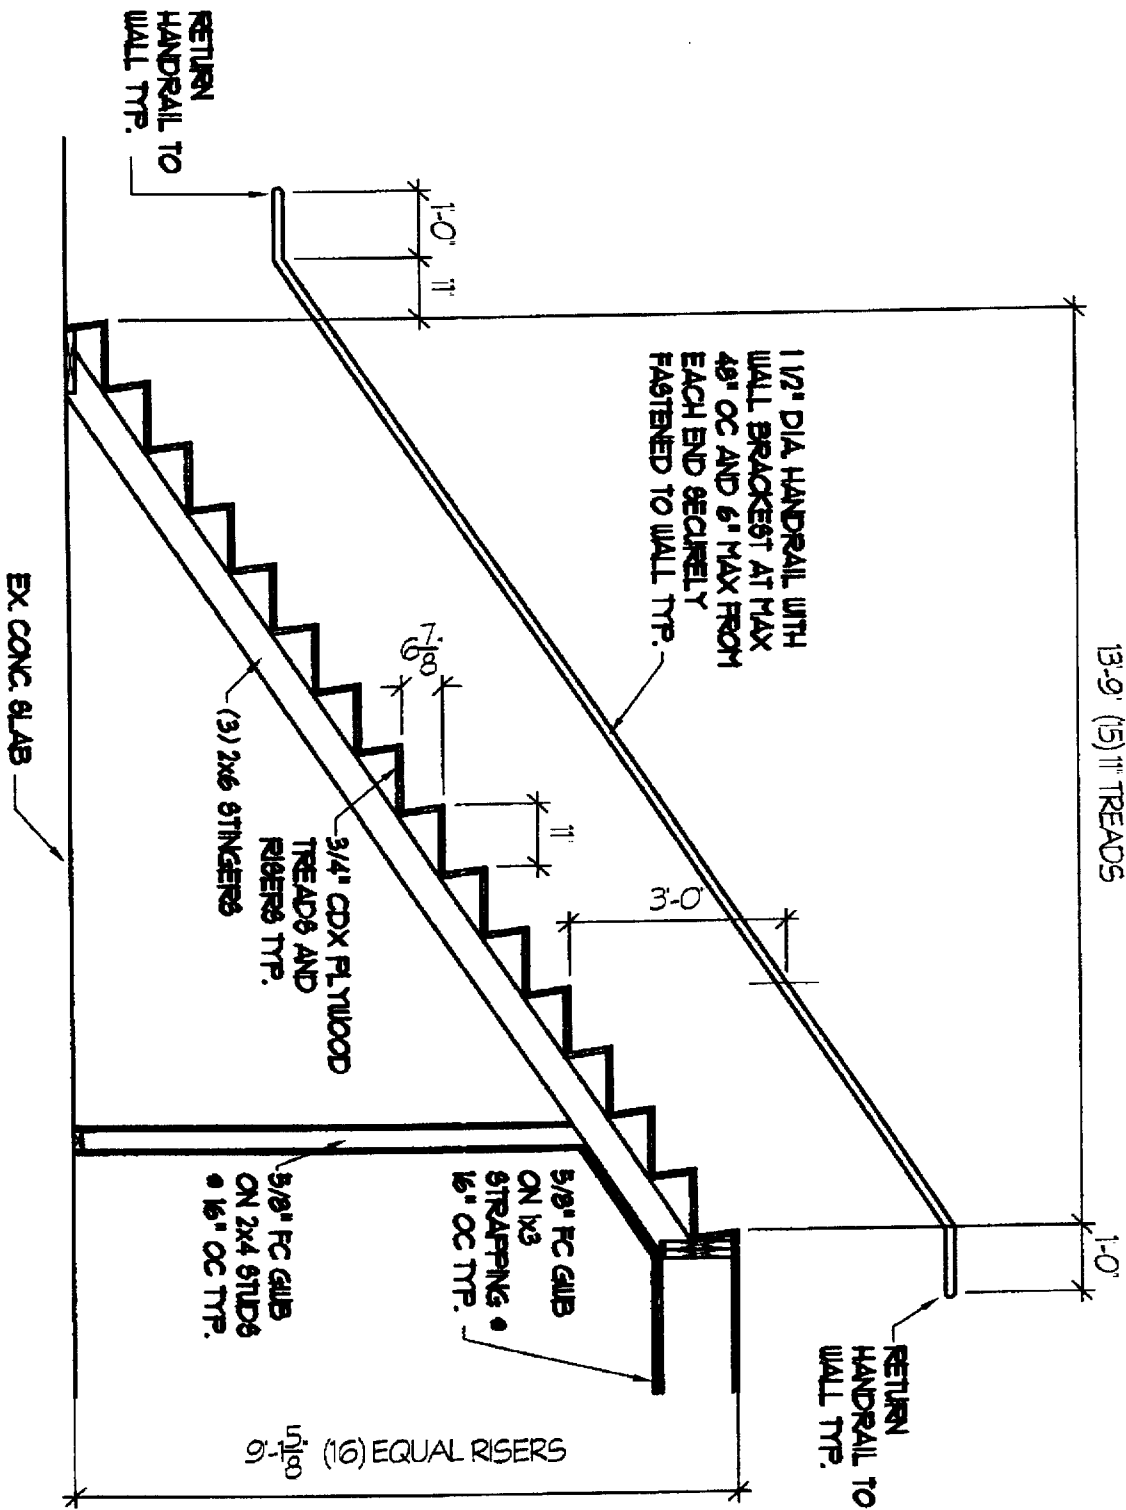 RETURN
HANDRAIL TO
WALL TYP.
1'-0"
11"
1 1/2" DIA. HANDRAIL WITH
WALL BRACKEST AT MAX
48" OC AND 6" MAX FROM
EACH END SECURELY
FASTENED TO WALL TYP.
13'-9" (15) 11" TREADS
1'-0"
RETURN
HANDRAIL TO
WALL TYP.
3'-0"
11"
6 7/8"
3/4" CDX PLYWOOD
TREADS AND
RISERS TYP.
(3) 2x6 STINGERS
5/8" FC GWB
ON 1x3
STRAPPING @
16" OC TYP.
5/8" FC GWB
ON 2x4 STUDS
@ 16" OC TYP.
EX. CONC. SLAB
9'-1 5/8" (16) EQUAL RISERS